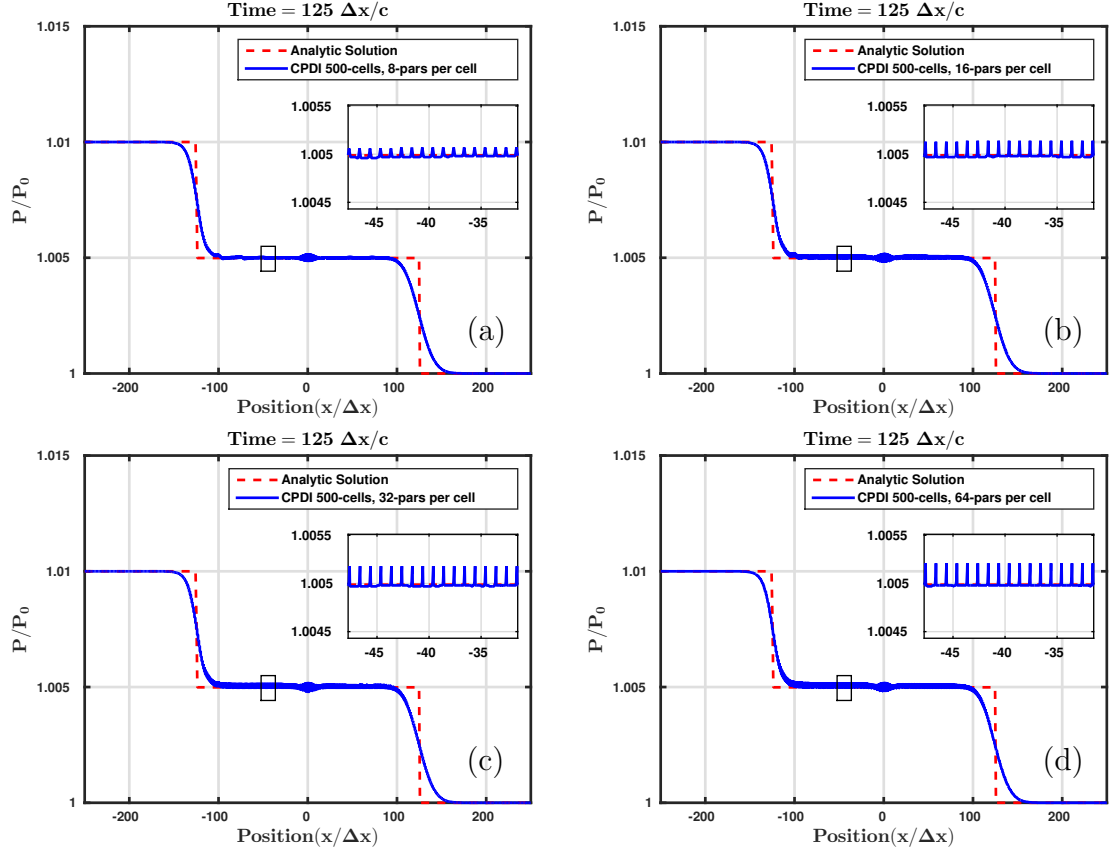 Time = 125 Δx/c
1.015
1.01
1.005
1
P/P₀
Analytic Solution
CPDI 500-cells, 8-pars per cell
1.0055
1.005
1.0045
-45 -40 -35
(a)
-200 -100 0 100 200
Position(x/Δx)
Time = 125 Δx/c
1.015
1.01
1.005
1
P/P₀
Analytic Solution
CPDI 500-cells, 16-pars per cell
1.0055
1.005
1.0045
-45 -40 -35
(b)
-200 -100 0 100 200
Position(x/Δx)
Time = 125 Δx/c
1.015
1.01
1.005
1
P/P₀
Analytic Solution
CPDI 500-cells, 32-pars per cell
1.0055
1.005
1.0045
-45 -40 -35
(c)
-200 -100 0 100 200
Position(x/Δx)
Time = 125 Δx/c
1.015
1.01
1.005
1
P/P₀
Analytic Solution
CPDI 500-cells, 64-pars per cell
1.0055
1.005
1.0045
-45 -40 -35
(d)
-200 -100 0 100 200
Position(x/Δx)